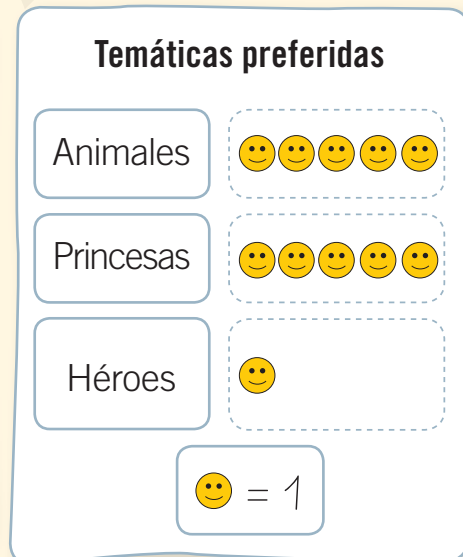 Temáticas preferidas
Animales
Princesas
Héroes
= 1